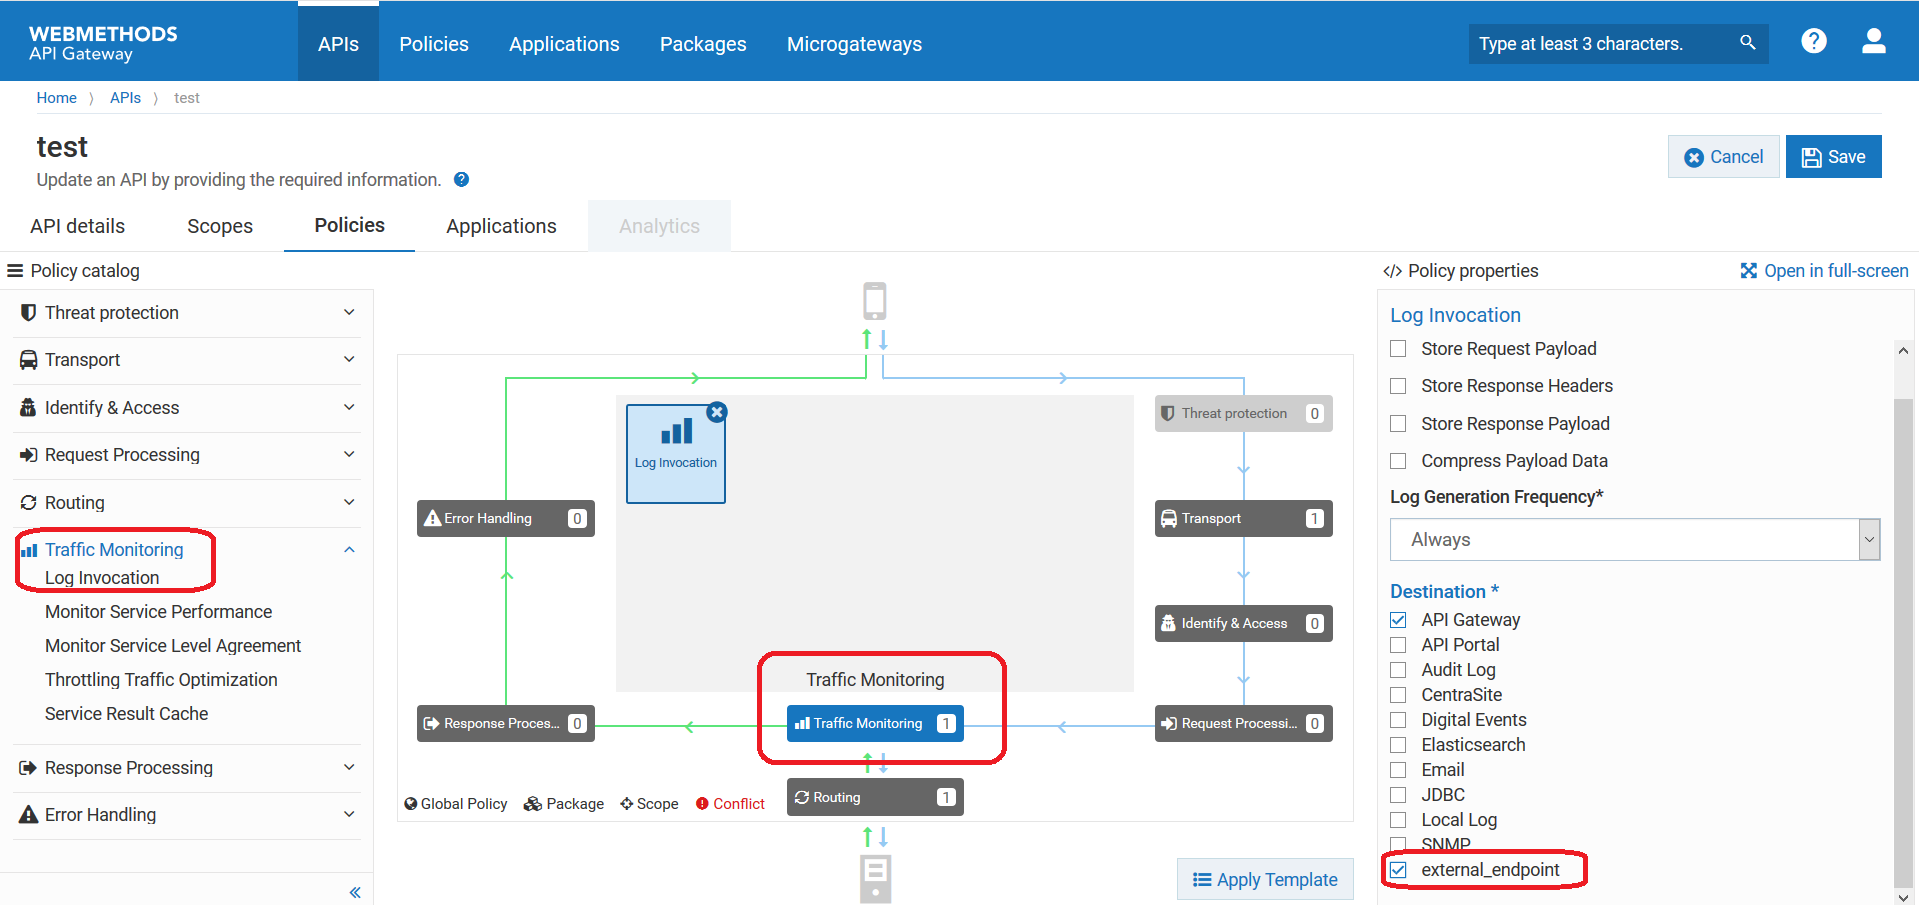 WEBMETHODS
API Gateway
APIs
Policies
Applications
Packages
Microgateways
Type at least 3 characters.
Home
APIs
test
test
Update an API by providing the required information.
Cancel
Save
API details
Scopes
Policies
Applications
Analytics
Policy catalog
Threat protection
Transport
Identify & Access
Request Processing
Routing
Traffic Monitoring
Log Invocation
Monitor Service Performance
Monitor Service Level Agreement
Throttling Traffic Optimization
Service Result Cache
Response Processing
Error Handling
Log Invocation
Threat protection 0
Error Handling 0
Transport 1
Identify & Access 0
Traffic Monitoring
Response Proces... 0
Traffic Monitoring 1
Request Processi... 0
Global Policy
Package
Scope
Conflict
Routing 1
Apply Template
</> Policy properties
Open in full-screen
Log Invocation
Store Request Payload
Store Response Headers
Store Response Payload
Compress Payload Data
Log Generation Frequency*
Always
Destination *
API Gateway
API Portal
Audit Log
CentraSite
Digital Events
Elasticsearch
Email
JDBC
Local Log
SNMP
external_endpoint